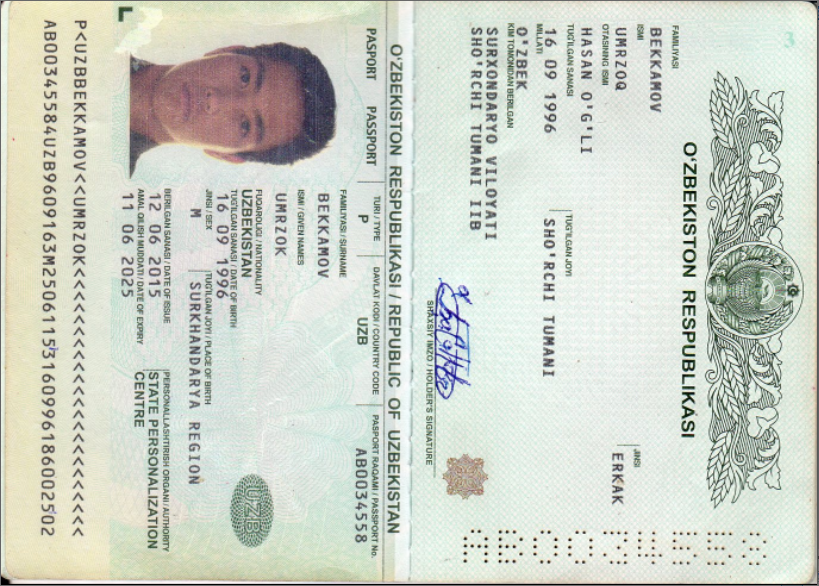 3
O'ZBEKISTON RESPUBLIKASI
FAMILIYASI
BEKKAMOV
ISMI
UMRZOQ
OTASINING ISMI
HASAN O'G'LI
TUG'ILGAN SANASI
16 09 1996
TUG'ILGAN JOYI
SHO'RCHI TUMANI
JINSI
ERKAK
MILLATI
O'ZBEK
KIM TOMONIDAN BERILGAN
SURXONDARYO VILOYATI
SHO'RCHI TUMANI IIB
SHAXSIY IMZO / HOLDER'S SIGNATURE
AB0034558
O'ZBEKISTON RESPUBLIKASI / REPUBLIC OF UZBEKISTAN
PASPORT PASSPORT
TURI / TYPE
P
DAVLAT KODI / COUNTRY CODE
UZB
PASPORT RAQAMI / PASSPORT No.
AB0034558
FAMILIYASI / SURNAME
BEKKAMOV
ISMI / GIVEN NAMES
UMRZOK
FUQAROLIGI / NATIONALITY
UZBEKISTAN
TUG'ILGAN SANASI / DATE OF BIRTH
16 09 1996
JINSI / SEX
M
TUG'ILGAN JOYI / PLACE OF BIRTH
SURKHANDARYA REGION
BERILGAN SANASI / DATE OF ISSUE
12 06 2015
AMAL QILISH MUDDATI / DATE OF EXPIRY
11 06 2025
PERSONALLASHTIRISH ORGANI / AUTHORITY
STATE PERSONALIZATION
CENTRE
UZB
P<UZBBEKKAMOV<<UMRZOK<<<<<<<<<<<<<<<<<<<<<<<
AB00345584UZB9609163M25061153160996186002502